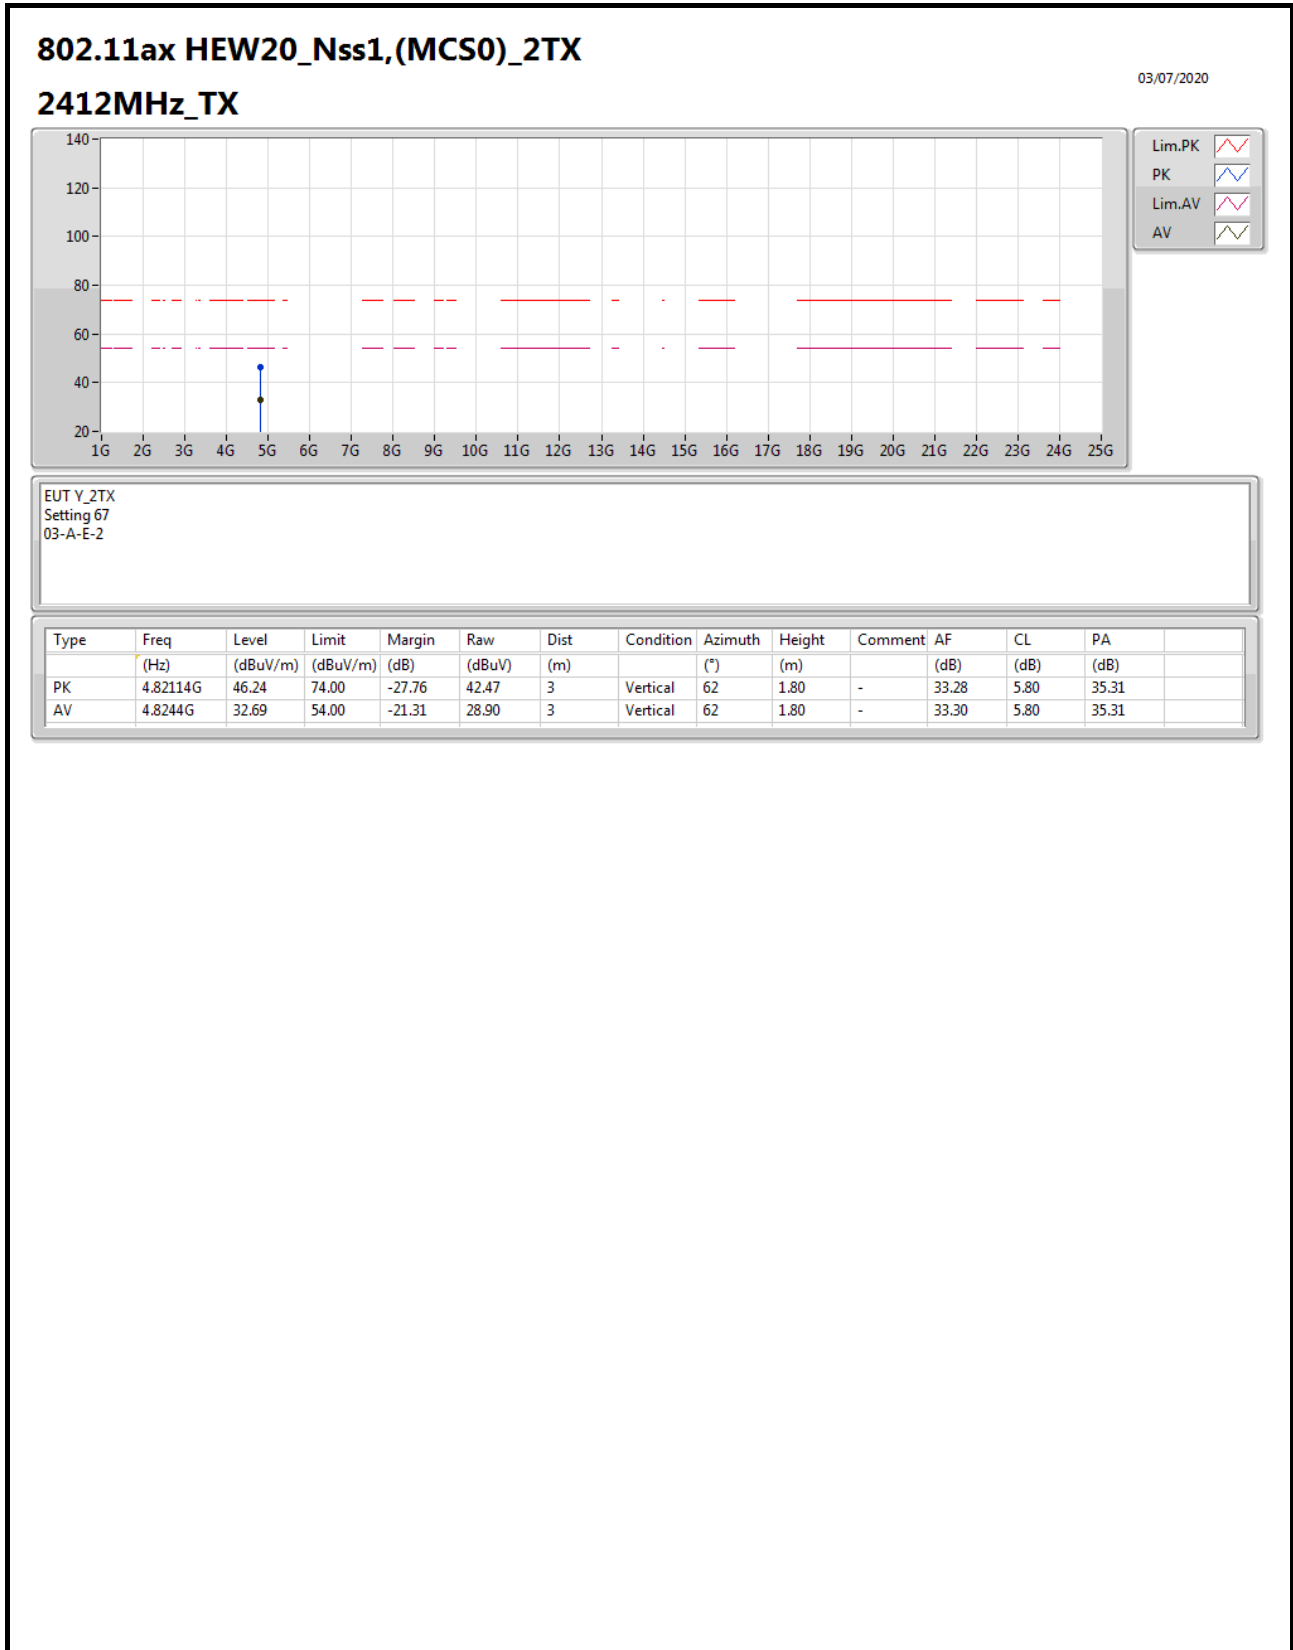 802.11ax HEW20_Nss1,(MCS0)_2TX
03/07/2020
2412MHz_TX
140
120
100
80
60
40
20
1G 2G 3G 4G 5G 6G 7G 8G 9G 10G 11G 12G 13G 14G 15G 16G 17G 18G 19G 20G 21G 22G 23G 24G 25G
Lim.PK
PK
Lim.AV
AV
EUT Y_2TX
Setting 67
03-A-E-2
Type Freq Level Limit Margin Raw Dist Condition Azimuth Height Comment AF CL PA
(Hz) (dBuV/m) (dBuV/m) (dB) (dBuV) (m) (°) (m) (dB) (dB) (dB)
PK 4.82114G 46.24 74.00 -27.76 42.47 3 Vertical 62 1.80 - 33.28 5.80 35.31
AV 4.8244G 32.69 54.00 -21.31 28.90 3 Vertical 62 1.80 - 33.30 5.80 35.31